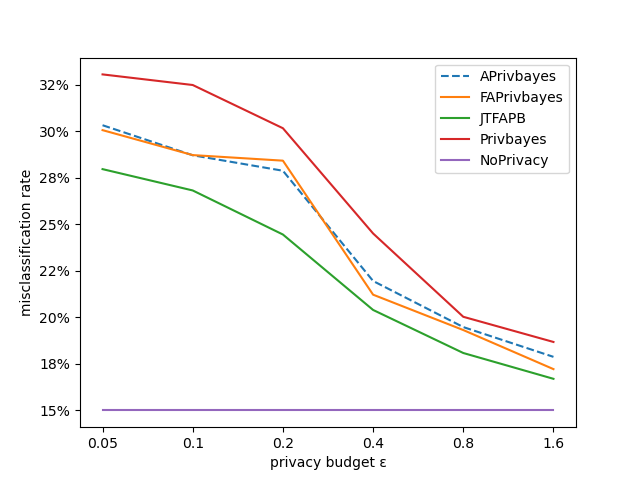 APrivbayes
FAPrivbayes
JTFAPB
Privbayes
NoPrivacy
misclassification rate
32%
30%
28%
25%
22%
20%
18%
15%
0.05 0.1 0.2 0.4 0.8 1.6
privacy budget ε